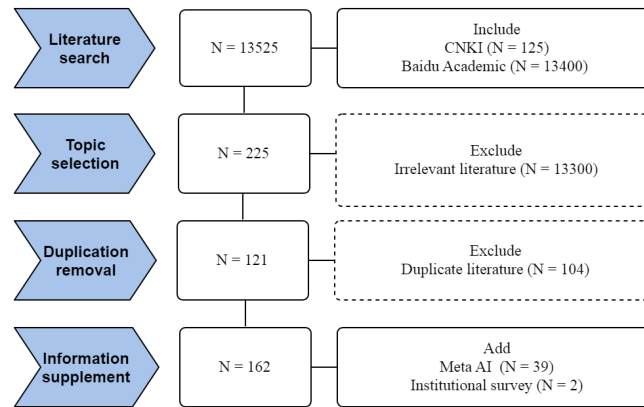 Literature
search
N = 13525
Include
CNKI (N = 125)
Baidu Academic (N = 13400)
Topic
selection
N = 225
Exclude
Irrelevant literature (N = 13300)
Duplication
removal
N = 121
Exclude
Duplicate literature (N = 104)
Information
supplement
N = 162
Add
Meta AI (N = 39)
Institutional survey (N = 2)